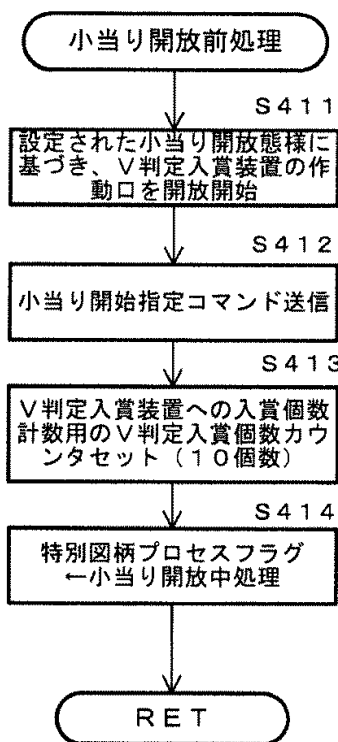 小当り開放前処理
S411
設定された小当り開放態様に
基づき、V判定入賞装置の作
動口を開放開始
S412
小当り開始指定コマンド送信
S413
V判定入賞装置への入賞個数
計数用のV判定入賞個数カウ
ンタセット(10個数)
S414
特別図柄プロセスフラグ
←小当り開放中処理
RET